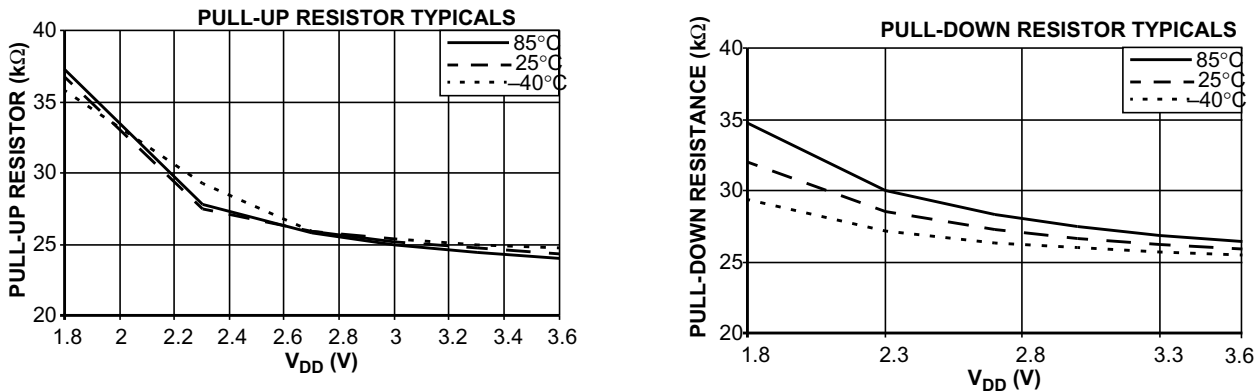 PULL-UP RESISTOR TYPICALS
PULL-UP RESISTOR (kΩ)
40
35
30
25
20
85°C
25°C
–40°C
1.8 2 2.2 2.4 2.6 2.8 3 3.2 3.4 3.6
VDD (V)
PULL-DOWN RESISTOR TYPICALS
PULL-DOWN RESISTANCE (kΩ)
40
35
30
25
20
85°C
25°C
–40°C
1.8 2.3 2.8 3.3 3.6
VDD (V)